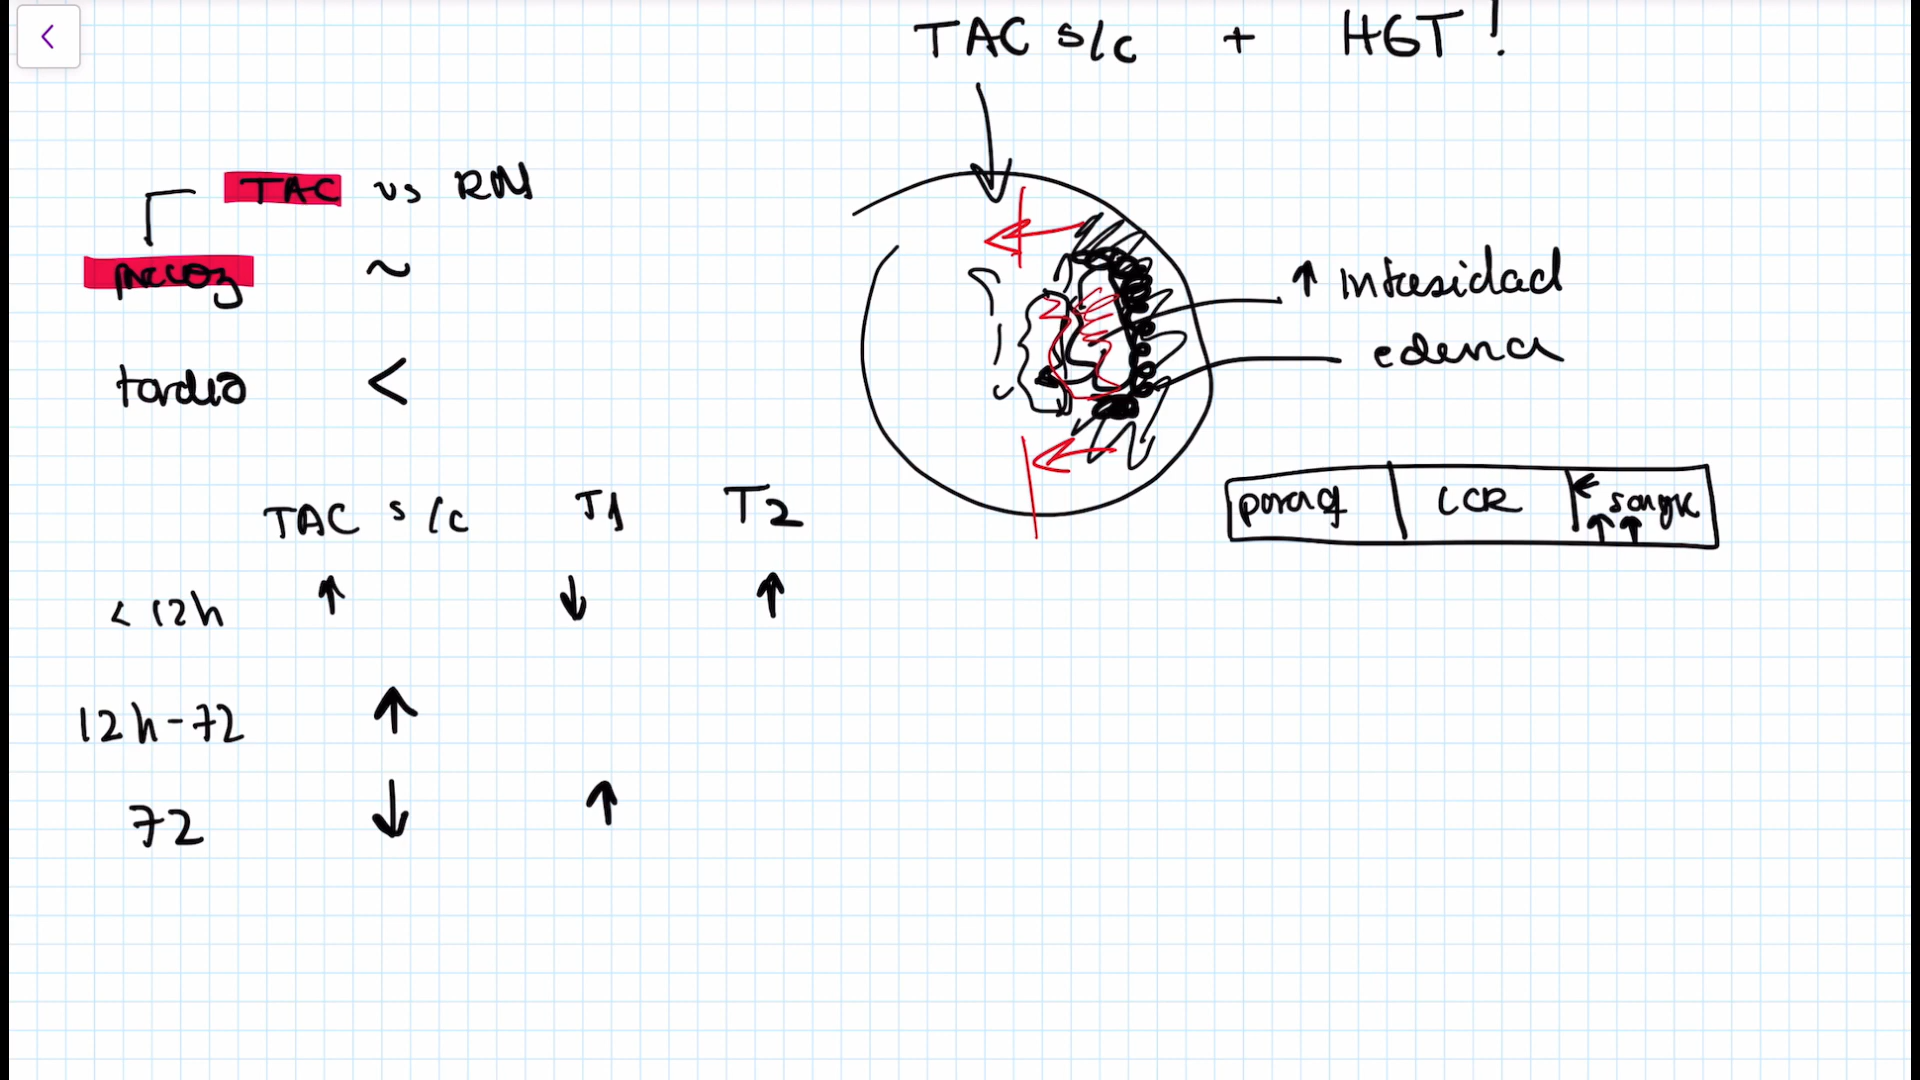 TAC s/c + HGT!
TAC vs RM
precoz ~
tardío <
↑ Intensidad
edema
TAC s/c T1 T2
parenq LCR ← sangre ↑ ↑
< 12h ↑ ↓ ↑
12h-72 ↑
72 ↓ ↑